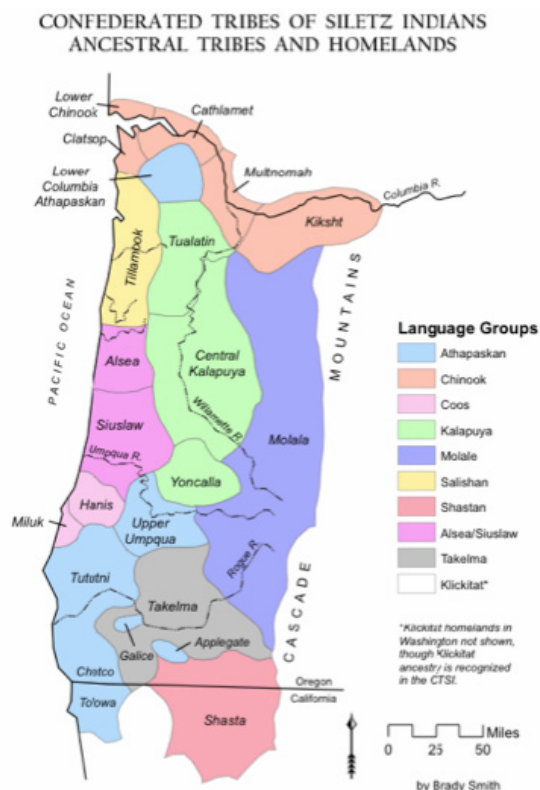 CONFEDERATED TRIBES OF SILETZ INDIANS
ANCESTRAL TRIBES AND HOMELANDS
Lower
Chinook
Cathlamet
Clatsop
Lower
Columbia
Athapaskan
Multnomah
Columbia R.
Kiksht
Tualatin
Tillamook
PACIFIC OCEAN
MOUNTAINS
Alsea
Central
Kalapuya
Siuslaw
Willamette R.
Umpqua R.
Molala
Yoncalla
Hanis
Miluk
Upper
Umpqua
Tututni
Rogue R.
Takelma
CASCADE
Galice
Applegate
Chetco
Tolowa
Oregon
California
Shasta
Language Groups
Athapaskan
Chinook
Coos
Kalapuya
Molale
Salishan
Shastan
Alsea/Siuslaw
Takelma
Klickitat*
*Klickitat homelands in
Washington not shown,
though Klickitat
ancestry is recognized
in the CTSI.
Miles
0 25 50
by Brady Smith